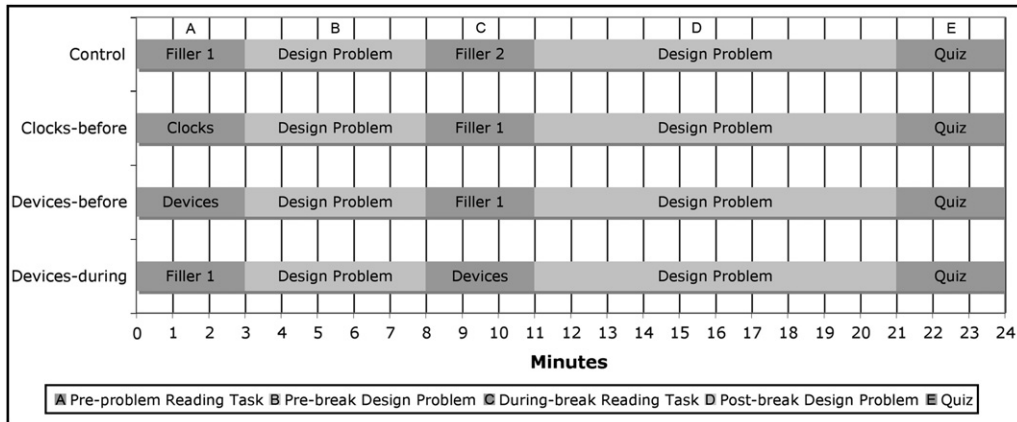 A B C D E
Control Filler 1 Design Problem Filler 2 Design Problem Quiz
Clocks-before Clocks Design Problem Filler 1 Design Problem Quiz
Devices-before Devices Design Problem Filler 1 Design Problem Quiz
Devices-during Filler 1 Design Problem Devices Design Problem Quiz
0 1 2 3 4 5 6 7 8 9 10 11 12 13 14 15 16 17 18 19 20 21 22 23 24
Minutes
A Pre-problem Reading Task B Pre-break Design Problem C During-break Reading Task D Post-break Design Problem E Quiz